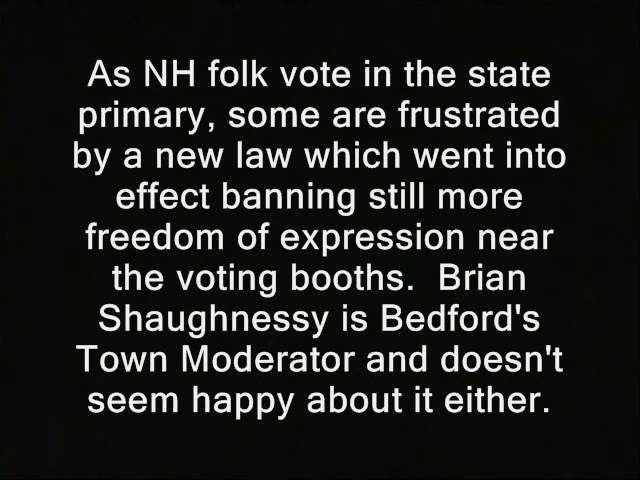 As NH folk vote in the state
primary, some are frustrated
by a new law which went into
effect banning still more
freedom of expression near
the voting booths.  Brian
Shaughnessy is Bedford's
Town Moderator and doesn't
seem happy about it either.